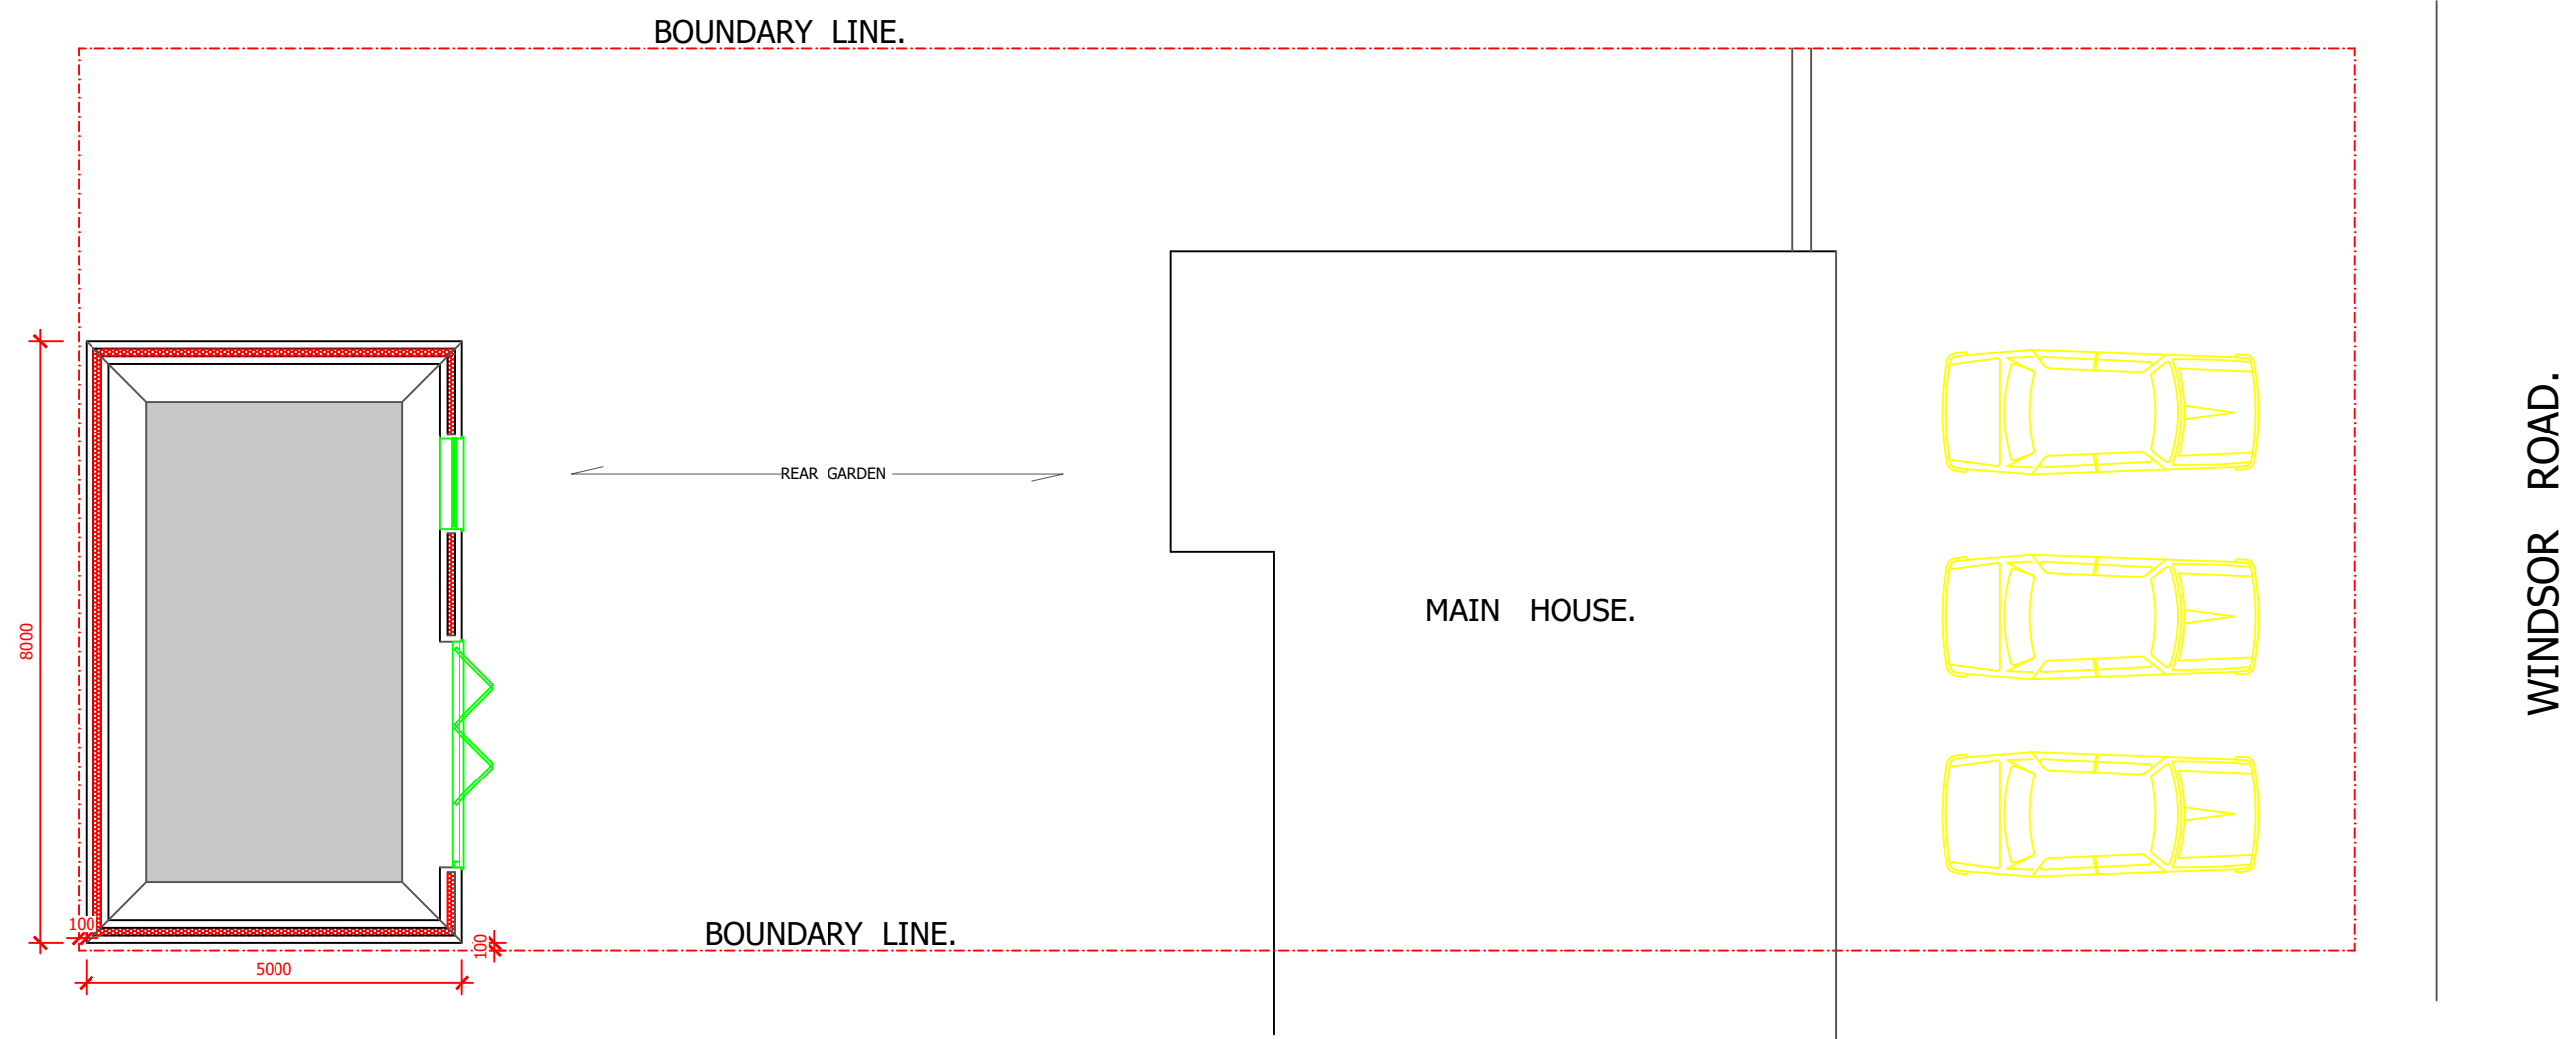 BOUNDARY LINE.
REAR GARDEN
MAIN HOUSE.
WINDSOR ROAD.
8000
100
BOUNDARY LINE.
100
5000